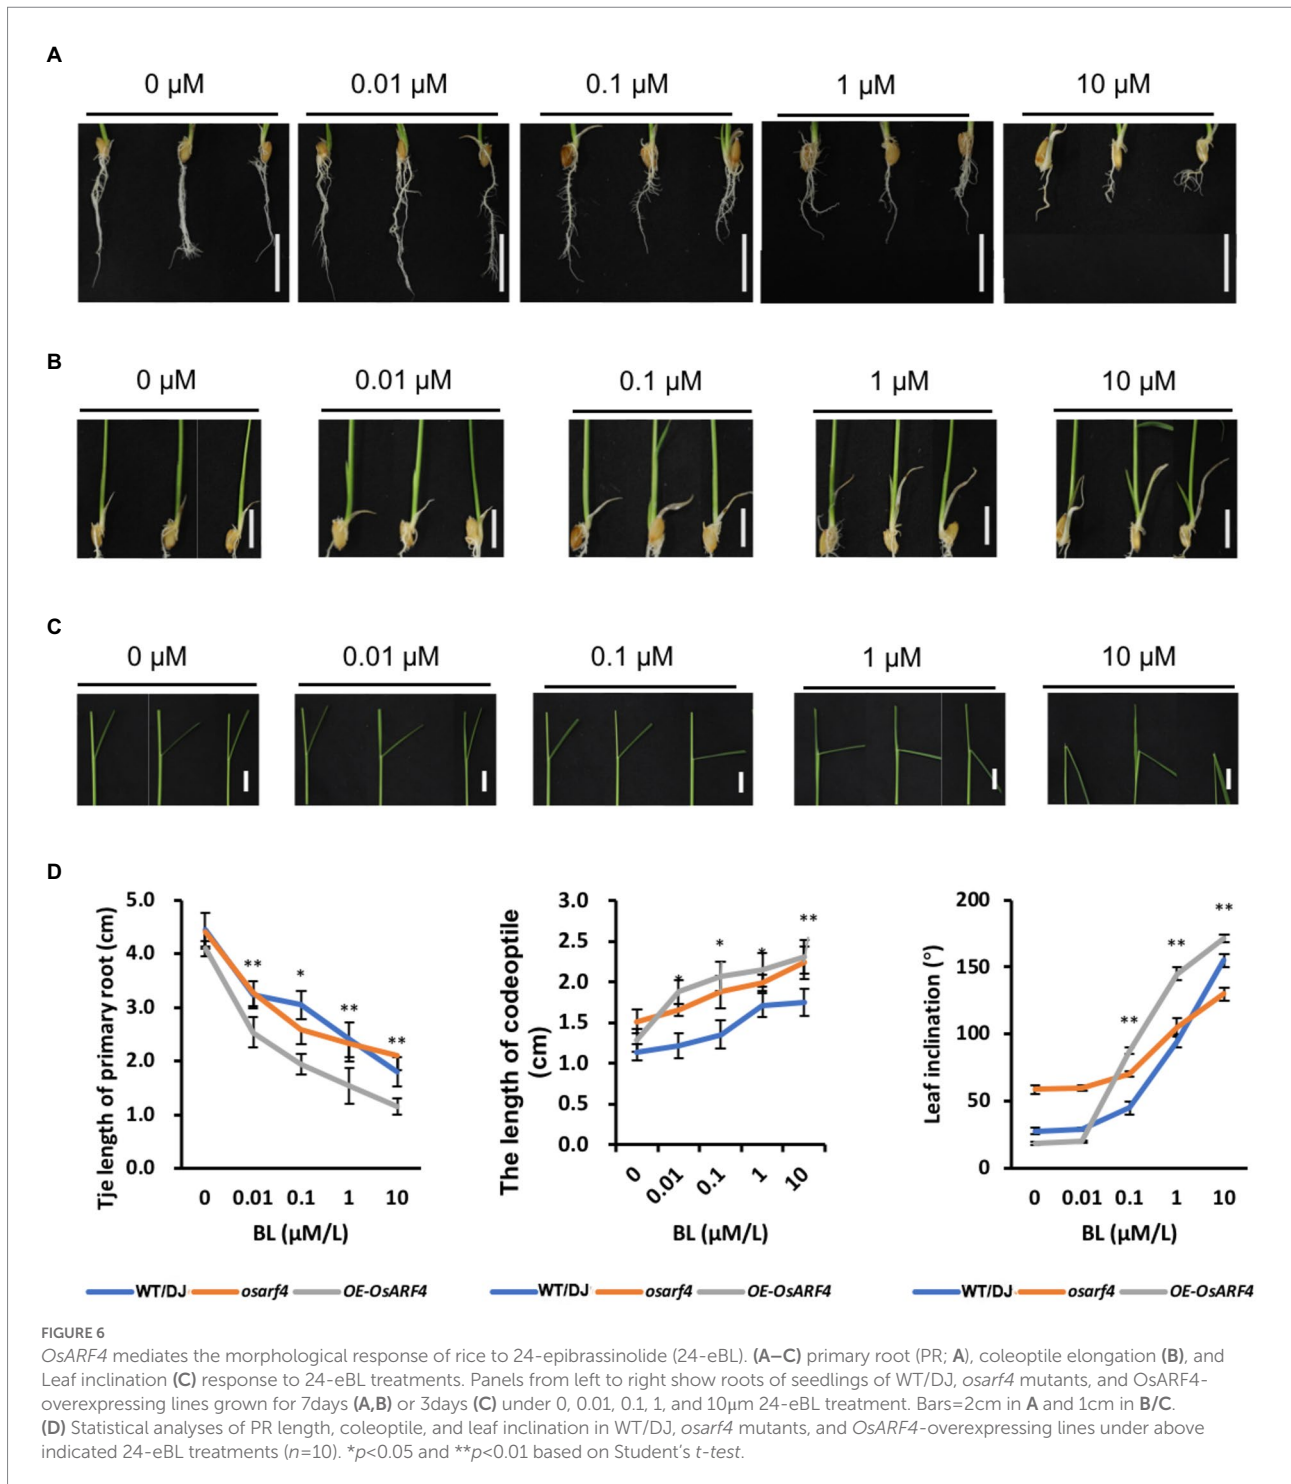 A
0 μM
0.01 μM
0.1 μM
1 μM
10 μM
B
0 μM
0.01 μM
0.1 μM
1 μM
10 μM
C
0 μM
0.01 μM
0.1 μM
1 μM
10 μM
D
Tje length of primary root (cm)
5.0
4.0
3.0
2.0
1.0
0.0
**
*
**
**
0 0.01 0.1 1 10
BL (μM/L)
The length of codeoptile
(cm)
3.0
2.5
2.0
1.5
1.0
0.5
0.0
*
*
*
**
0 0.01 0.1 1 10
BL (μM/L)
Leaf inclination (°)
200
150
100
50
0
**
**
**
0 0.01 0.1 1 10
BL (μM/L)
WT/DJ osarf4 OE-OsARF4
WT/DJ osarf4 OE-OsARF4
WT/DJ osarf4 OE-OsARF4
FIGURE 6
OsARF4 mediates the morphological response of rice to 24-epibrassinolide (24-eBL). (A–C) primary root (PR; A), coleoptile elongation (B), and
Leaf inclination (C) response to 24-eBL treatments. Panels from left to right show roots of seedlings of WT/DJ, osarf4 mutants, and OsARF4-
overexpressing lines grown for 7days (A,B) or 3days (C) under 0, 0.01, 0.1, 1, and 10μm 24-eBL treatment. Bars=2cm in A and 1cm in B/C.
(D) Statistical analyses of PR length, coleoptile, and leaf inclination in WT/DJ, osarf4 mutants, and OsARF4-overexpressing lines under above
indicated 24-eBL treatments (n=10). *p<0.05 and **p<0.01 based on Student's t-test.